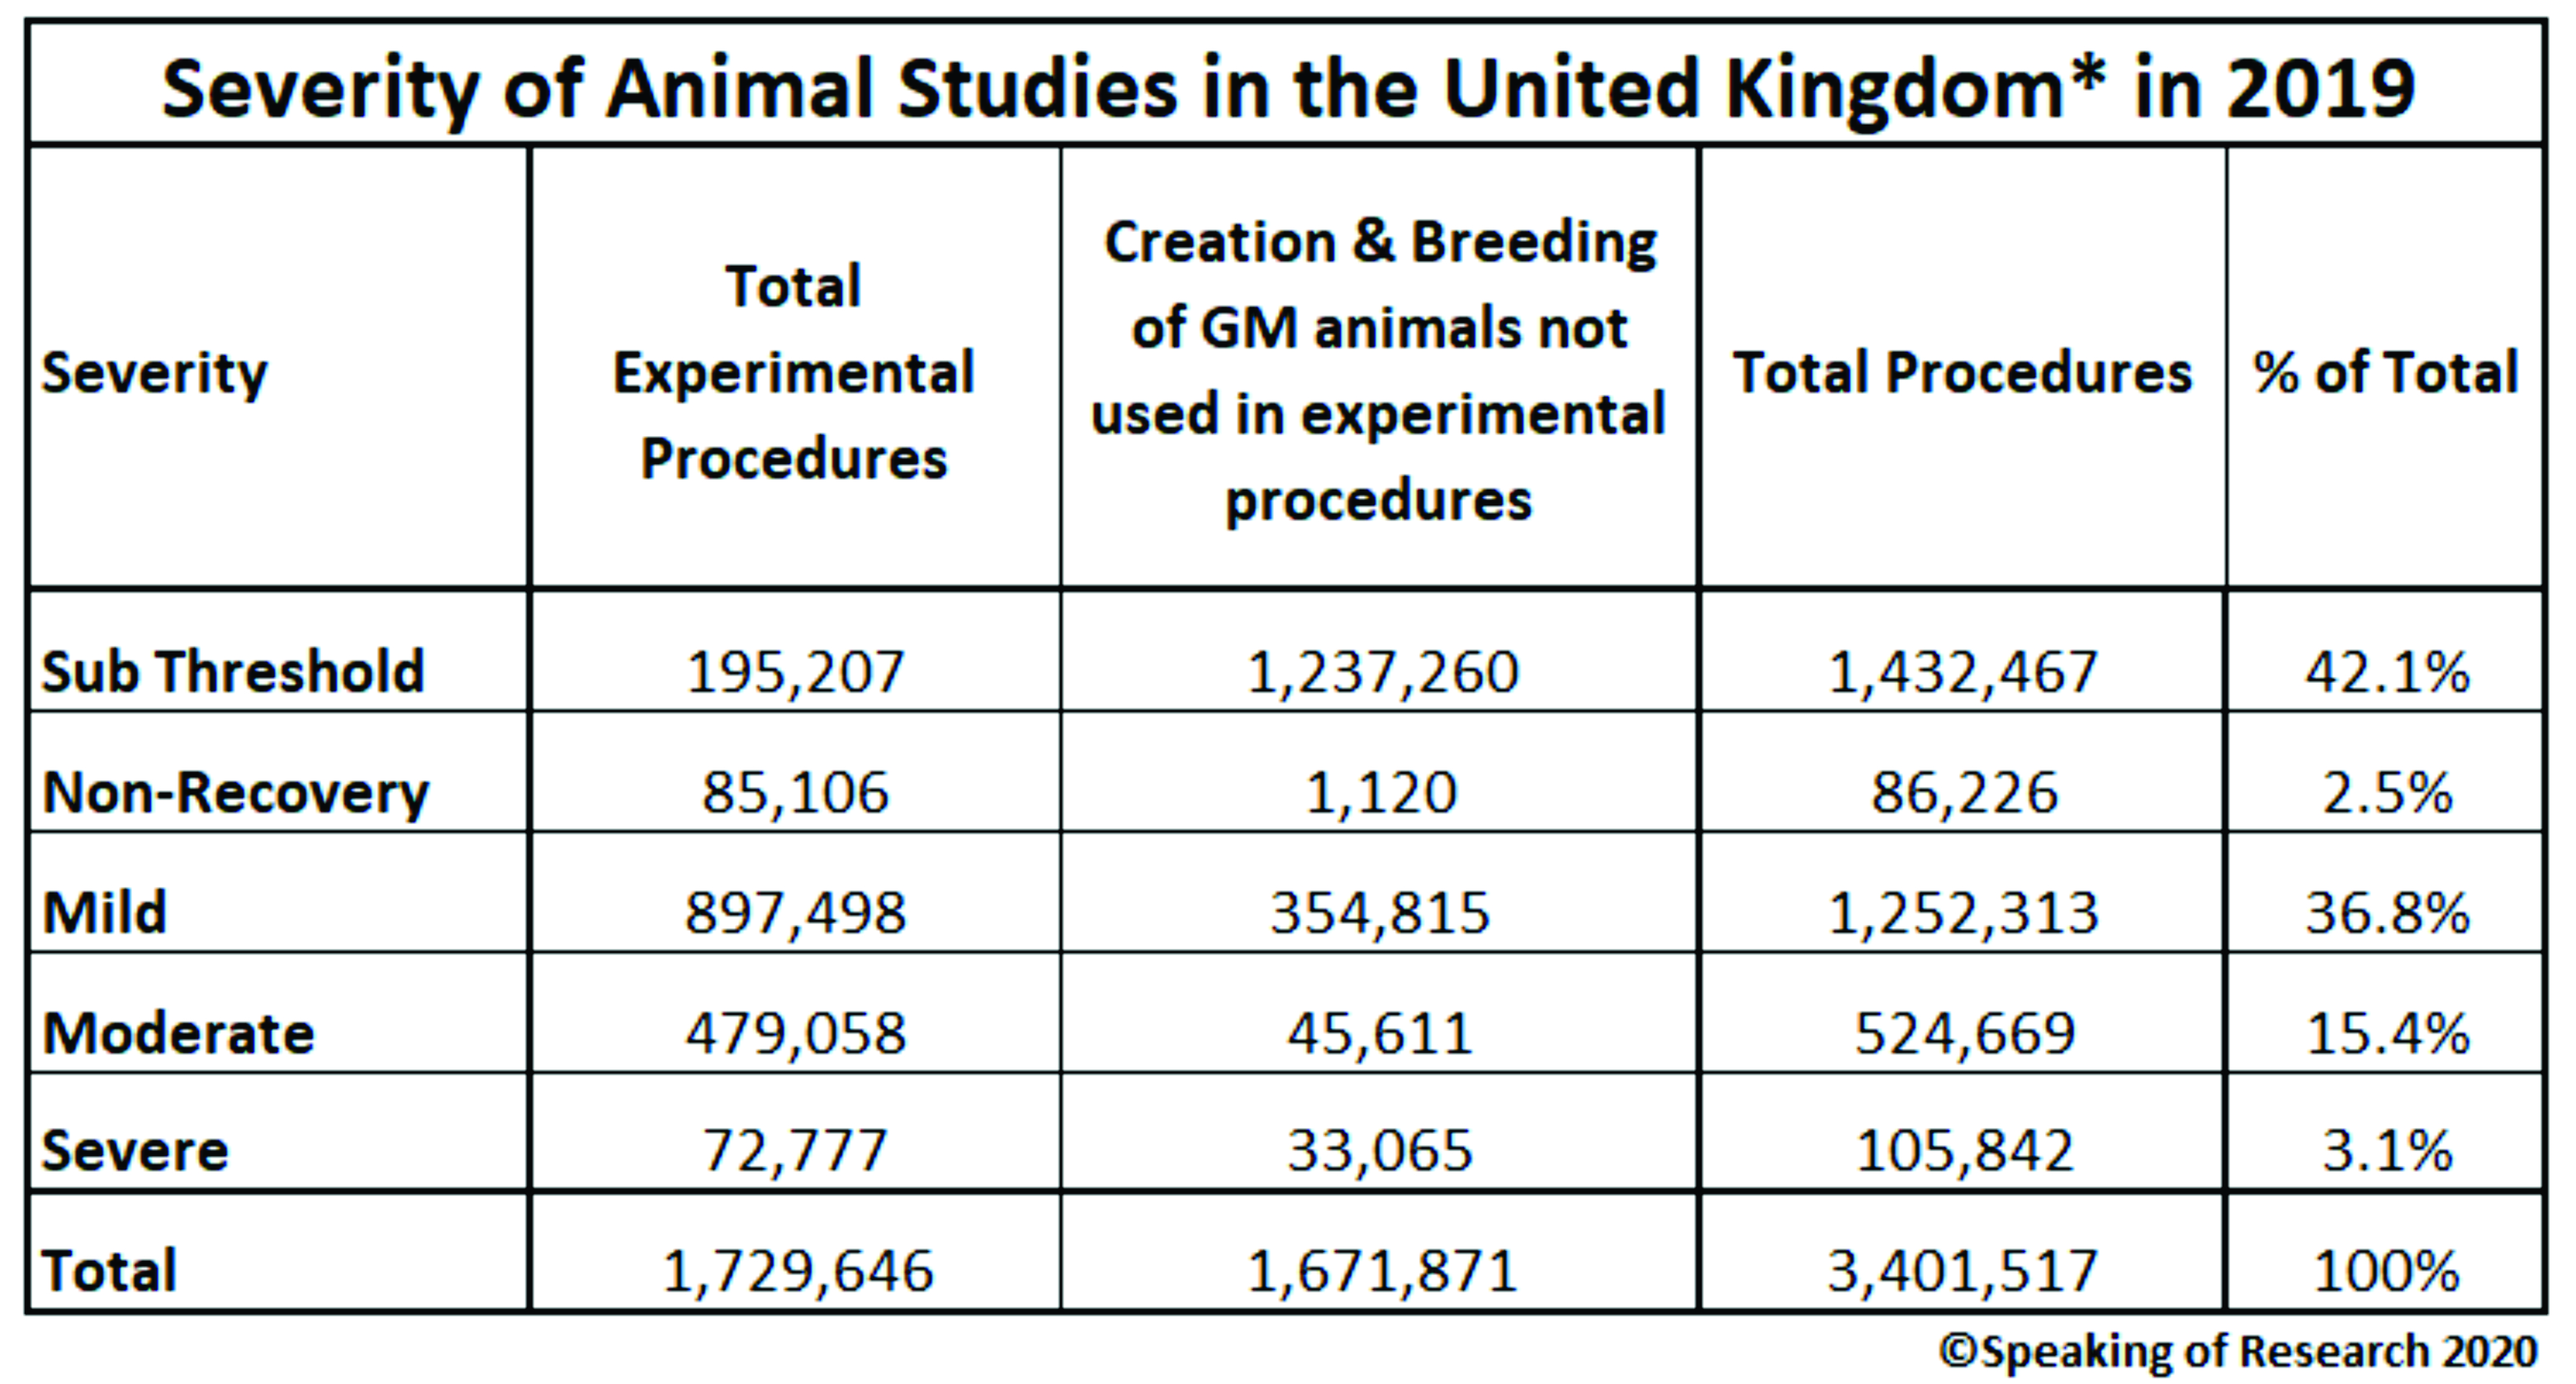 Severity of Animal Studies in the United Kingdom* in 2019
Severity
Total
Experimental
Procedures
Creation & Breeding
of GM animals not
used in experimental
procedures
Total Procedures
% of Total
Sub Threshold 195,207 1,237,260 1,432,467 42.1%
Non-Recovery 85,106 1,120 86,226 2.5%
Mild 897,498 354,815 1,252,313 36.8%
Moderate 479,058 45,611 524,669 15.4%
Severe 72,777 33,065 105,842 3.1%
Total 1,729,646 1,671,871 3,401,517 100%
©Speaking of Research 2020